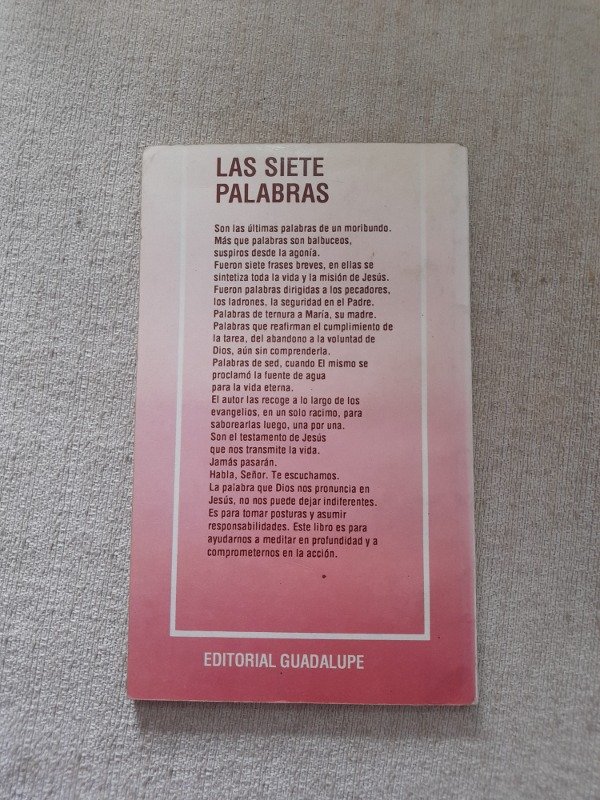 LAS SIETE
PALABRAS
Son las últimas palabras de un moribundo.
Más que palabras son balbuceos,
suspiros desde la agonía.
Fueron siete frases breves, en ellas se
sintetiza toda la vida y la misión de Jesús.
Fueron palabras dirigidas a los pecadores,
los ladrones, la seguridad en el Padre.
Palabras de ternura a María, su madre.
Palabras que reafirman el cumplimiento de
la tarea, del abandono a la voluntad de
Dios, aún sin comprenderla.
Palabras de sed, cuando El mismo se
proclamó la fuente de agua
para la vida eterna.
El autor las recoge a lo largo de los
evangelios, en un solo racimo, para
saborearlas luego, una por una.
Son el testamento de Jesús
que nos transmite la vida.
Jamás pasarán.
Habla, Señor. Te escuchamos.
La palabra que Dios nos pronuncia en
Jesús, no nos puede dejar indiferentes.
Es para tomar posturas y asumir
responsabilidades. Este libro es para
ayudarnos a meditar en profundidad y a
comprometernos en la acción.
EDITORIAL GUADALUPE